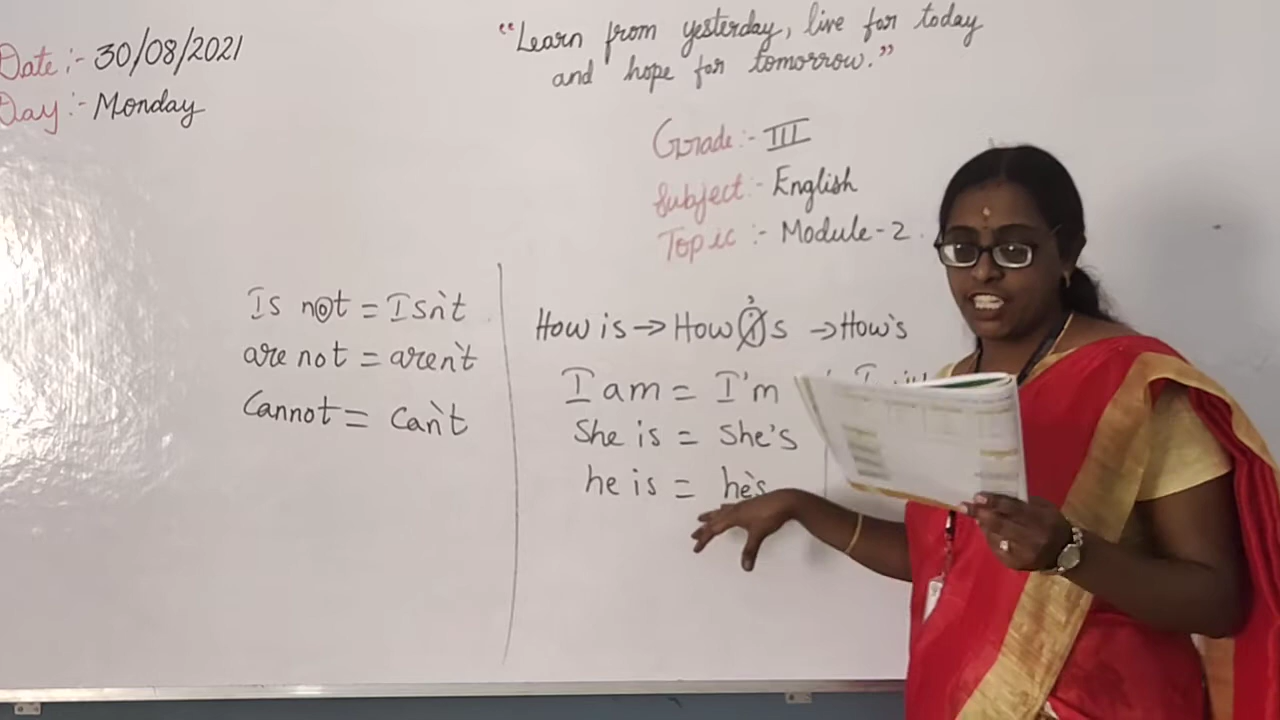 Date :- 30/08/2021
Day :- Monday
"Learn from yesterday, live for today
and hope for tomorrow."
Grade :- III
Subject :- English
Topic :- Module-2
Is not = Isn't
are not = aren't
Cannot = Can't
How is → How is → How's
I am = I'm
She is = She's
he is = he's